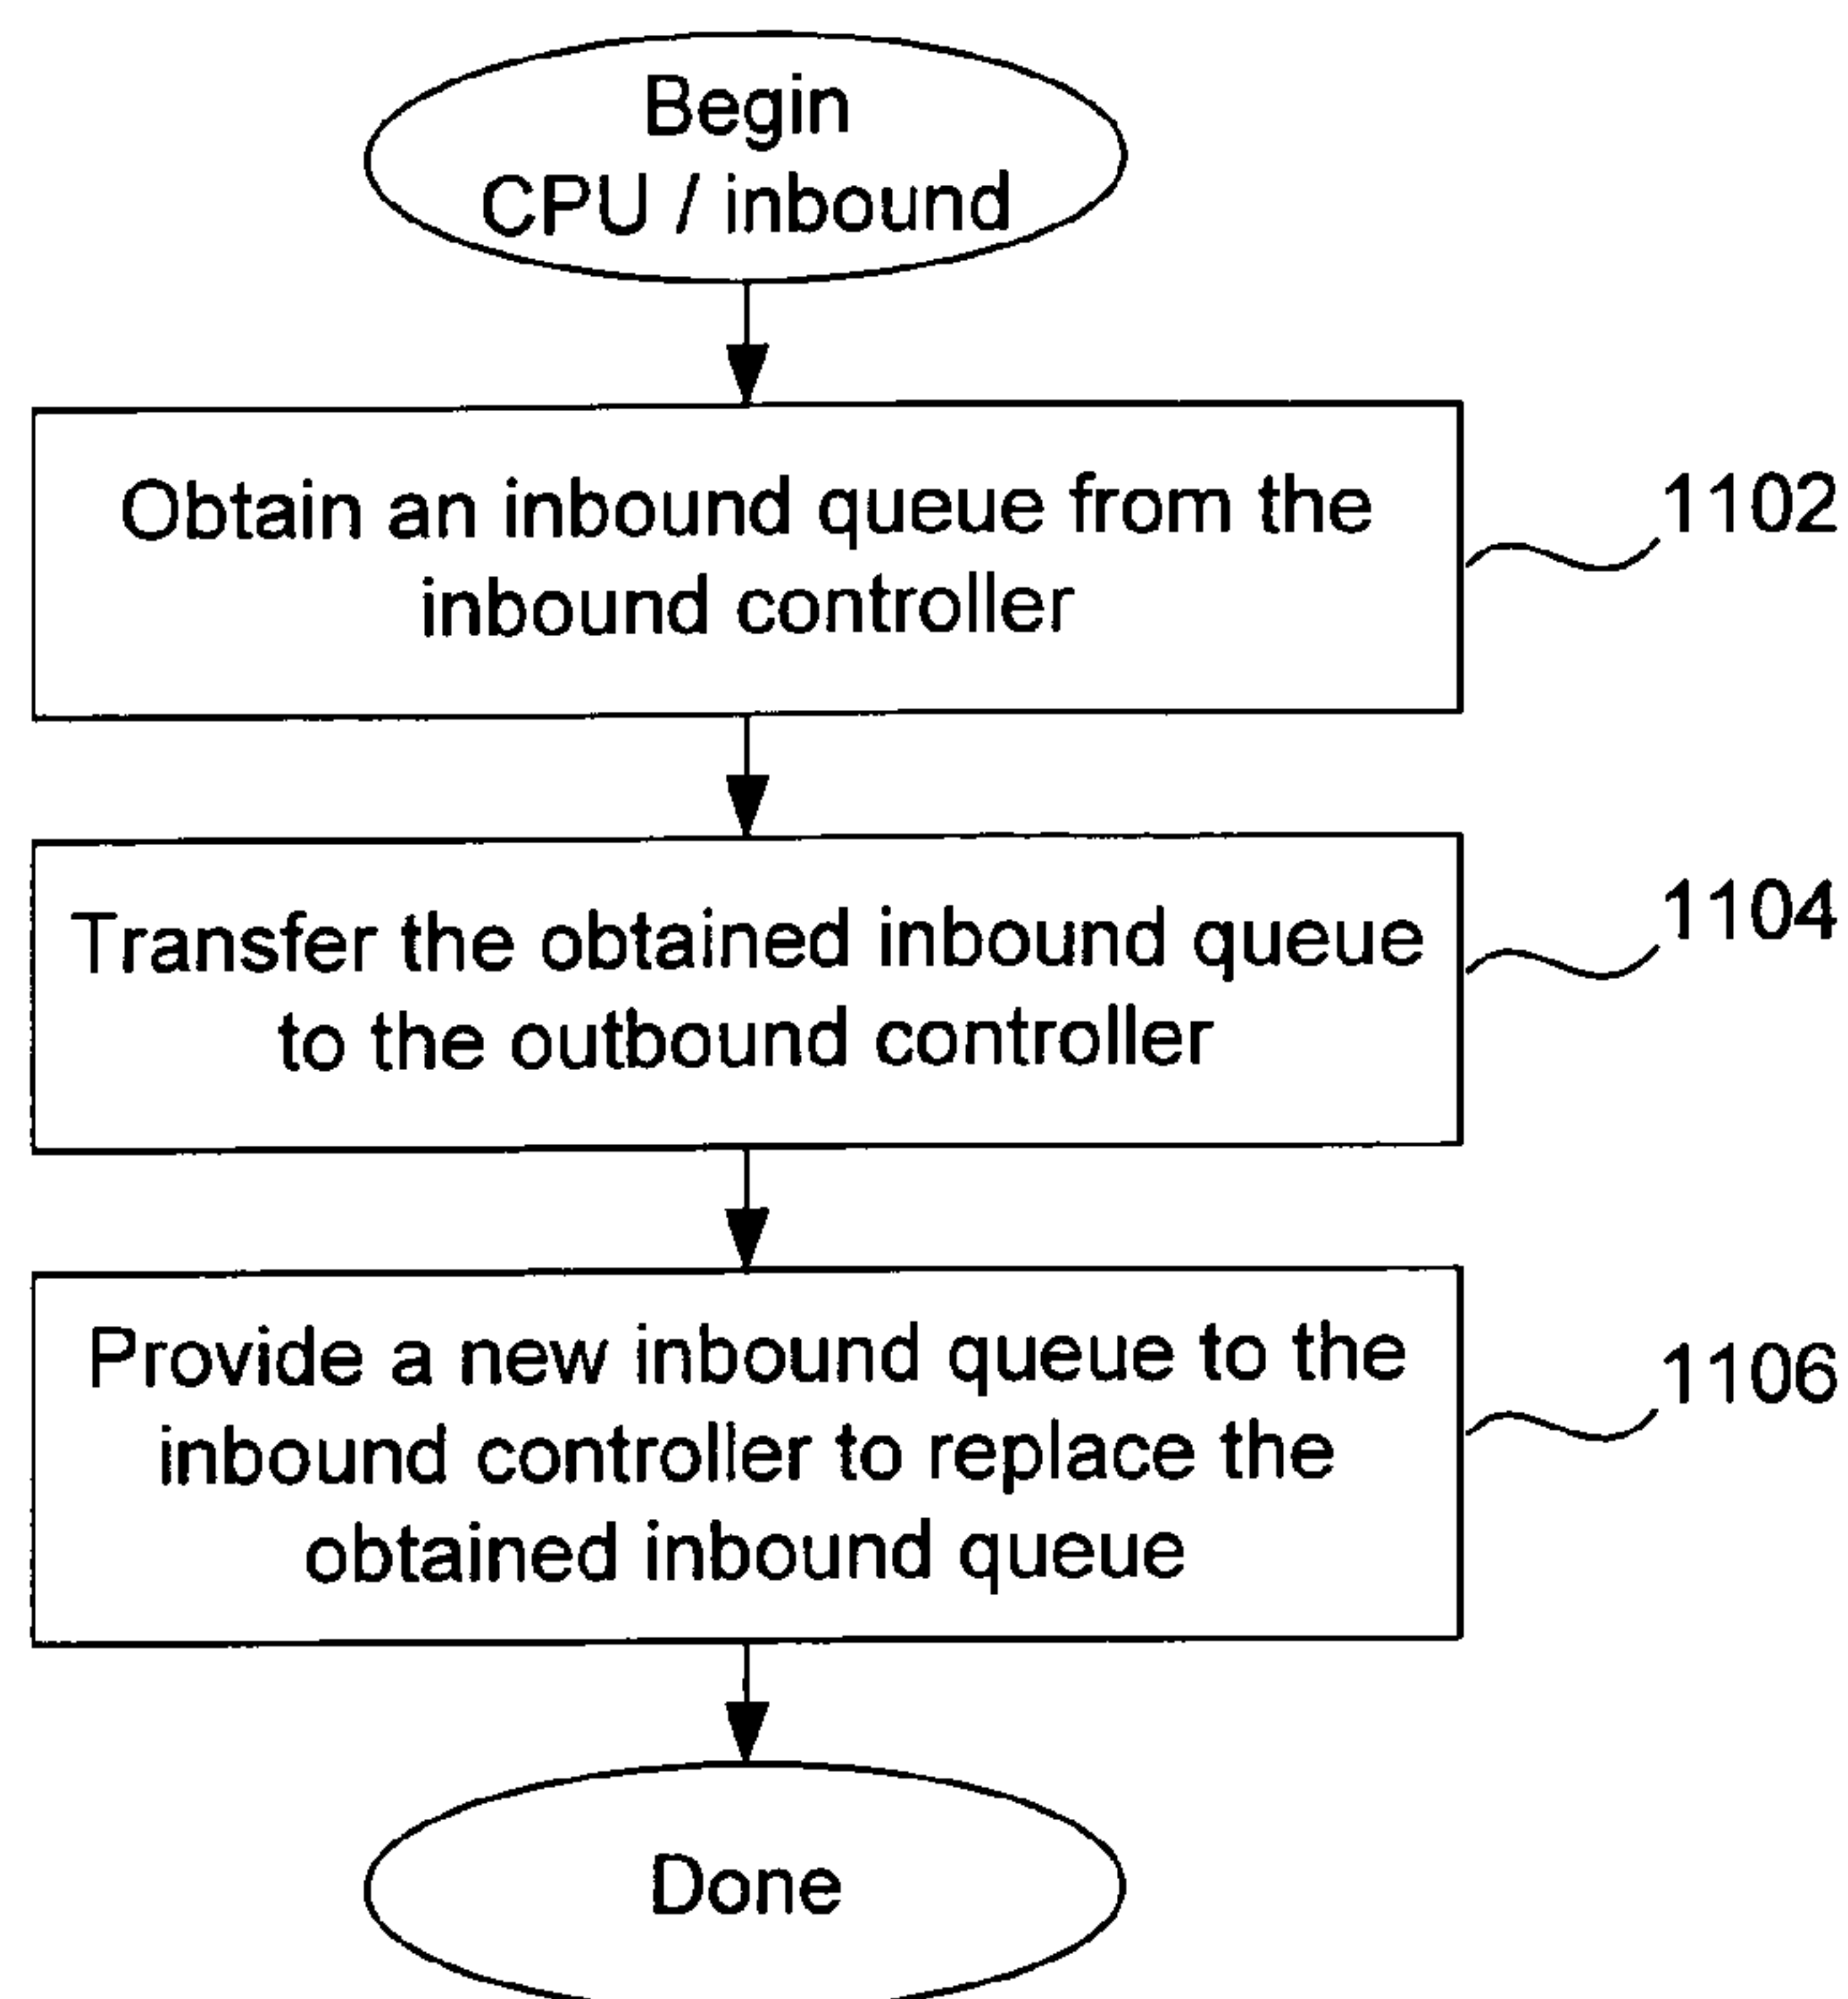 Begin
CPU / inbound
Obtain an inbound queue from the
inbound controller
1102
Transfer the obtained inbound queue
to the outbound controller
1104
Provide a new inbound queue to the
inbound controller to replace the
obtained inbound queue
1106
Done